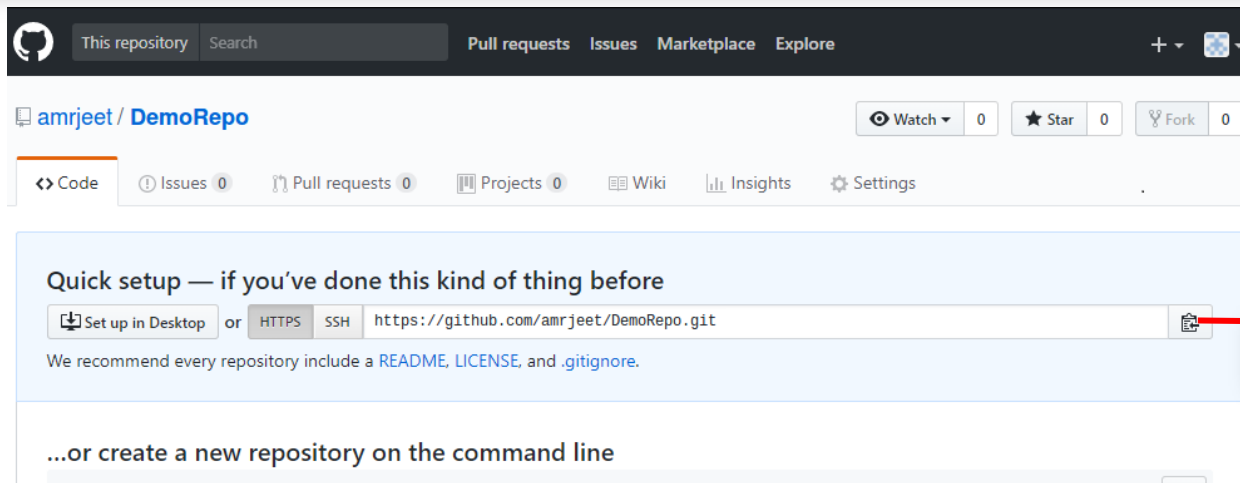 This repository Search Pull requests Issues Marketplace Explore
amrjeet / DemoRepo Watch 0 Star 0 Fork 0
Code Issues 0 Pull requests 0 Projects 0 Wiki Insights Settings
Quick setup — if you’ve done this kind of thing before
Set up in Desktop or HTTPS SSH https://github.com/amrjeet/DemoRepo.git
We recommend every repository include a README, LICENSE, and .gitignore.
…or create a new repository on the command line